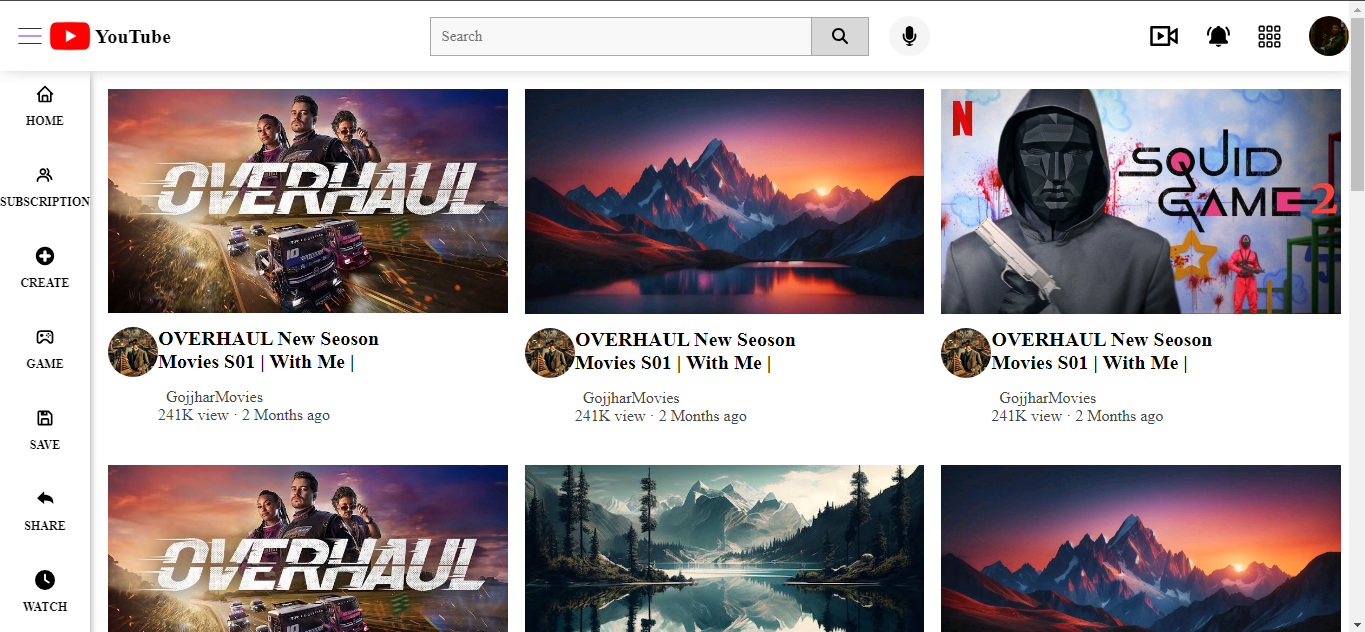 YouTube
Search
HOME
SUBSCRIPTION
CREATE
GAME
SAVE
SHARE
WATCH
OVERHAUL
N
SQUID
GAME 2
OVERHAUL New Seoson
Movies S01 | With Me |
GojjharMovies
241K view · 2 Months ago
OVERHAUL New Seoson
Movies S01 | With Me |
GojjharMovies
241K view · 2 Months ago
OVERHAUL New Seoson
Movies S01 | With Me |
GojjharMovies
241K view · 2 Months ago
OVERHAUL